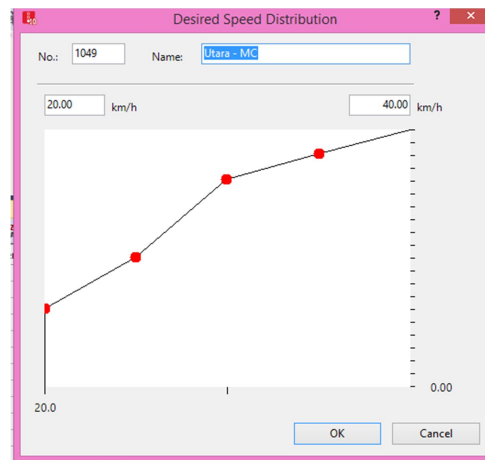 Desired Speed Distribution
?
No.: 1049 Name: Utara - MC
20.00 km/h 40.00 km/h
0.00
20.0
OK Cancel